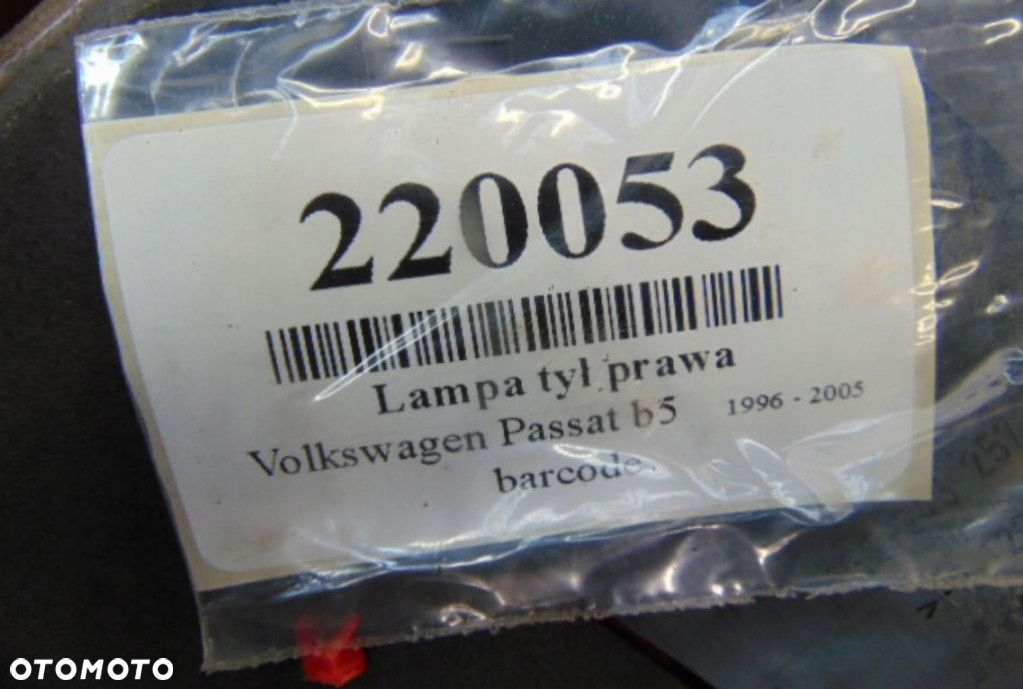 220053
Lampa tył prawa
Volkswagen Passat b5 1996 - 2005
barcode
OTOMOTO